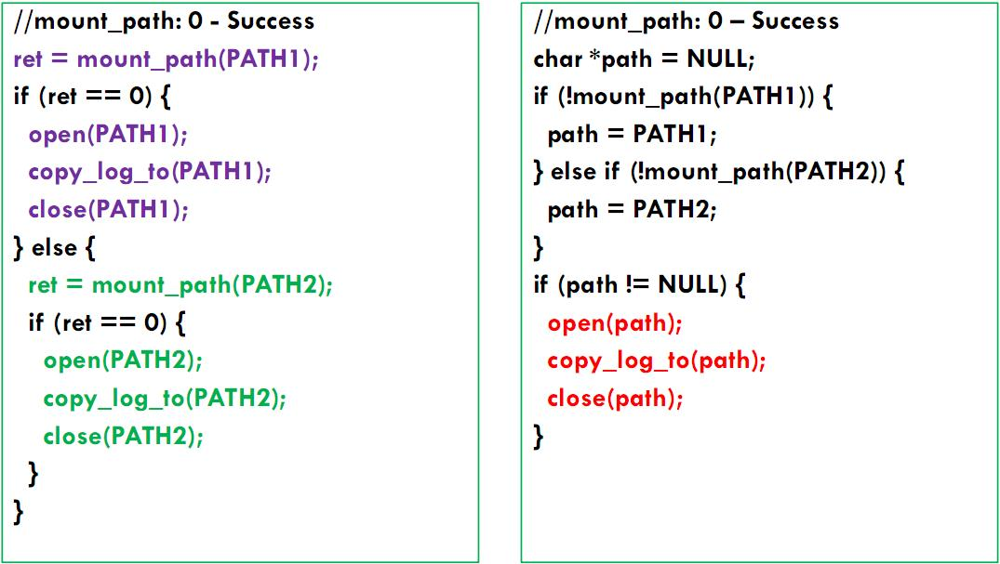 //mount_path: 0 - Success
ret = mount_path(PATH1);
if (ret == 0) {
open(PATH1);
copy_log_to(PATH1);
close(PATH1);
} else {
ret = mount_path(PATH2);
if (ret == 0) {
open(PATH2);
copy_log_to(PATH2);
close(PATH2);
}
}
//mount_path: 0 – Success
char *path = NULL;
if (!mount_path(PATH1)) {
path = PATH1;
} else if (!mount_path(PATH2)) {
path = PATH2;
}
if (path != NULL) {
open(path);
copy_log_to(path);
close(path);
}